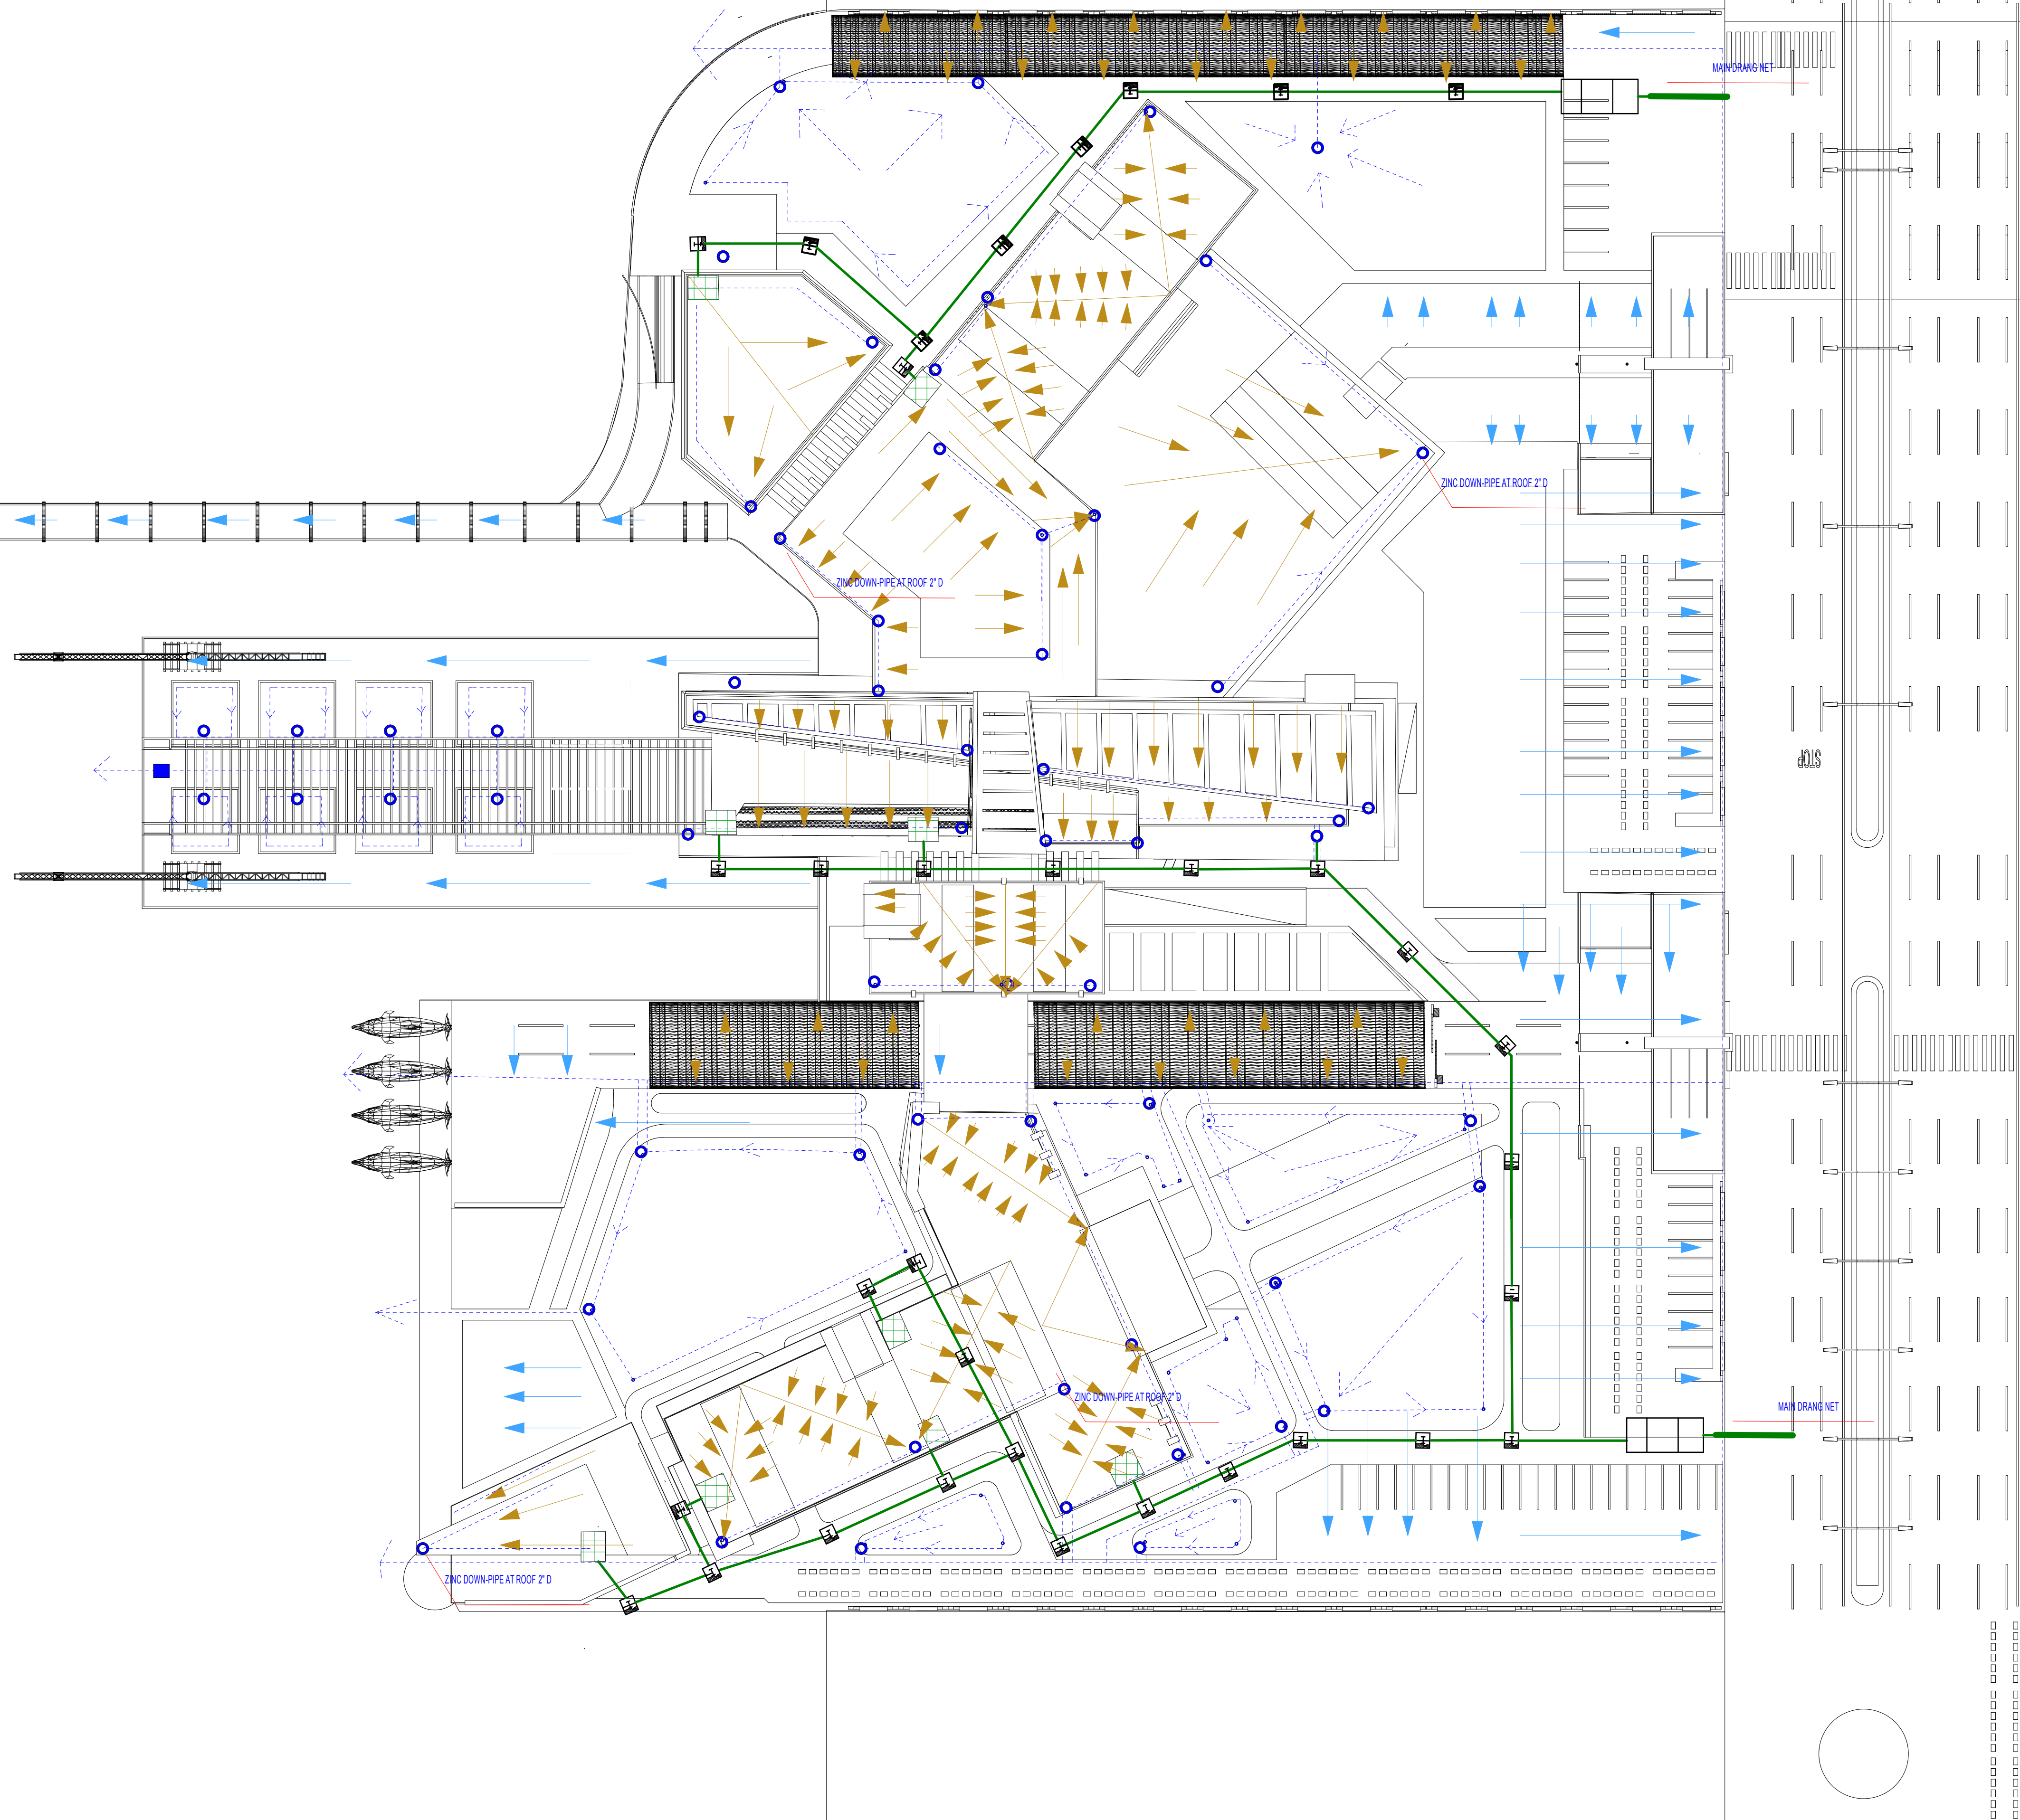 MAIN DRANG NET
ZINC DOWN-PIPE AT ROOF 2" D
ZINC DOWN-PIPE AT ROOF 2" D
STOP
ZINC DOWN-PIPE AT ROOF 2" D
MAIN DRANG NET
ZINC DOWN-PIPE AT ROOF 2" D